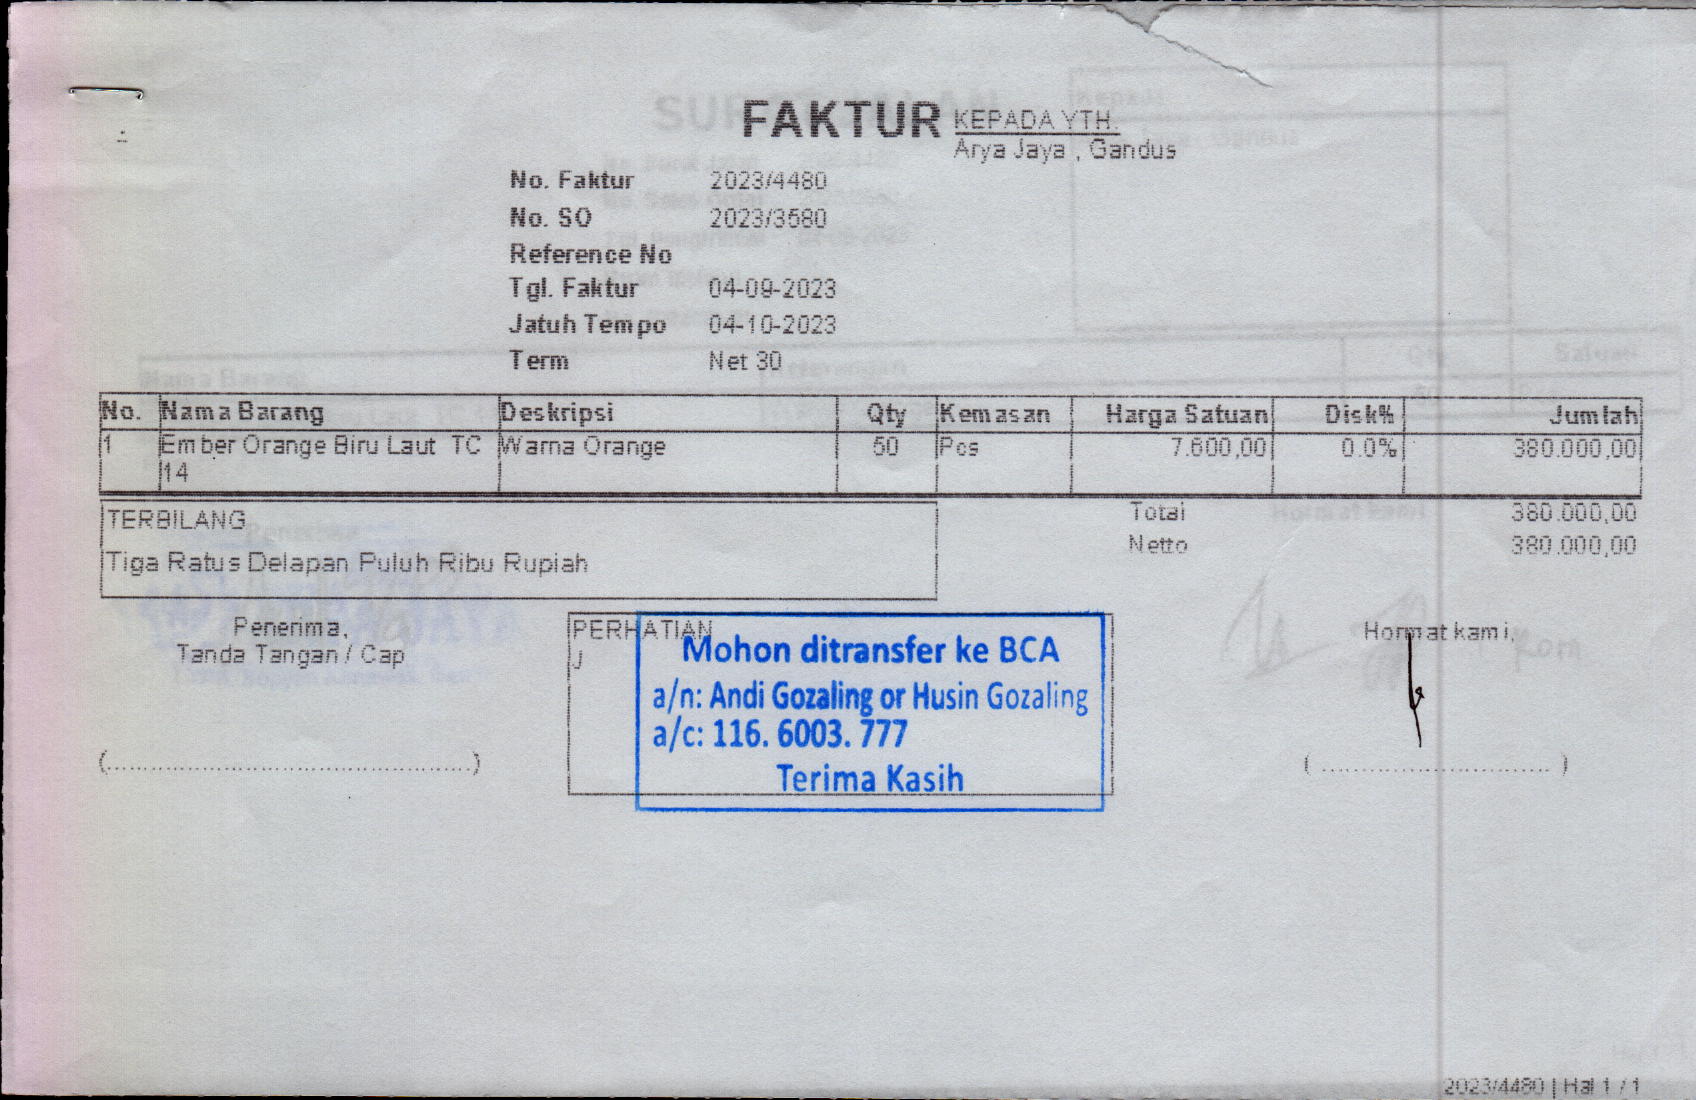 FAKTUR
KEPADA YTH.
Arya Jaya , Gandus
No. Faktur 2023/4480
No. SO 2023/3580
Reference No
Tgl. Faktur 04-09-2023
Jatuh Tempo 04-10-2023
Term Net 30
No. Nama Barang Deskripsi Qty Kemasan Harga Satuan Disk% Jumlah
1 Ember Orange Biru Laut TC Warna Orange 50 Pcs 7.600,00 0.0% 380.000,00
14
TERBILANG
Tiga Ratus Delapan Puluh Ribu Rupiah
Total 380.000,00
Netto 380.000,00
Penerima,
Tanda Tangan / Cap
(..............................................)
PERHATIAN
J
Mohon ditransfer ke BCA
a/n: Andi Gozaling or Husin Gozaling
a/c: 116. 6003. 777
Terima Kasih
Hormat kami,
( ............................. )
2023/4480 | Hal 1 / 1